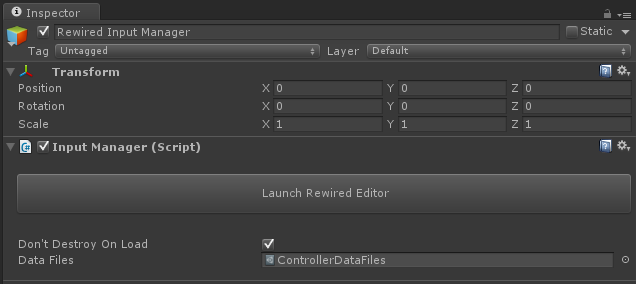 Inspector
Rewired Input Manager Static
Tag Untagged Layer Default
Transform
Position X 0 Y 0 Z 0
Rotation X 0 Y 0 Z 0
Scale X 1 Y 1 Z 1
C# Input Manager (Script)
Launch Rewired Editor
Don't Destroy On Load
Data Files ControllerDataFiles